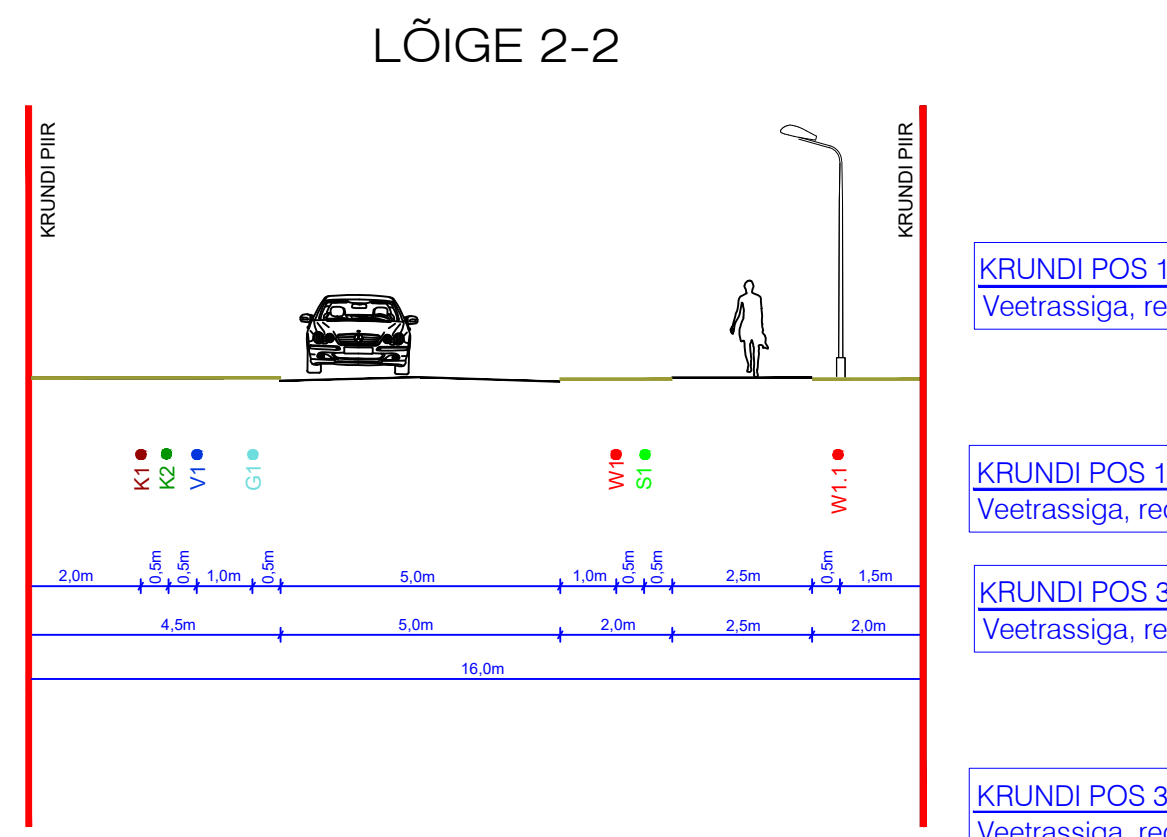 LÕIGE 2-2
KRUNDI PIIR
KRUNDI PIIR
K1
K2
V1
G1
W1
S1
W1.1
2,0m
0,5m
0,5m
1,0m
0,5m
5,0m
1,0m
0,5m
0,5m
2,5m
0,5m
1,5m
4,5m
5,0m
2,0m
2,5m
2,0m
16,0m
KRUNDI POS 1
Veetrassiga,
KRUNDI POS 1
Veetrassiga,
KRUNDI POS 3
Veetrassiga,
KRUNDI POS 3
Veetrassiga,